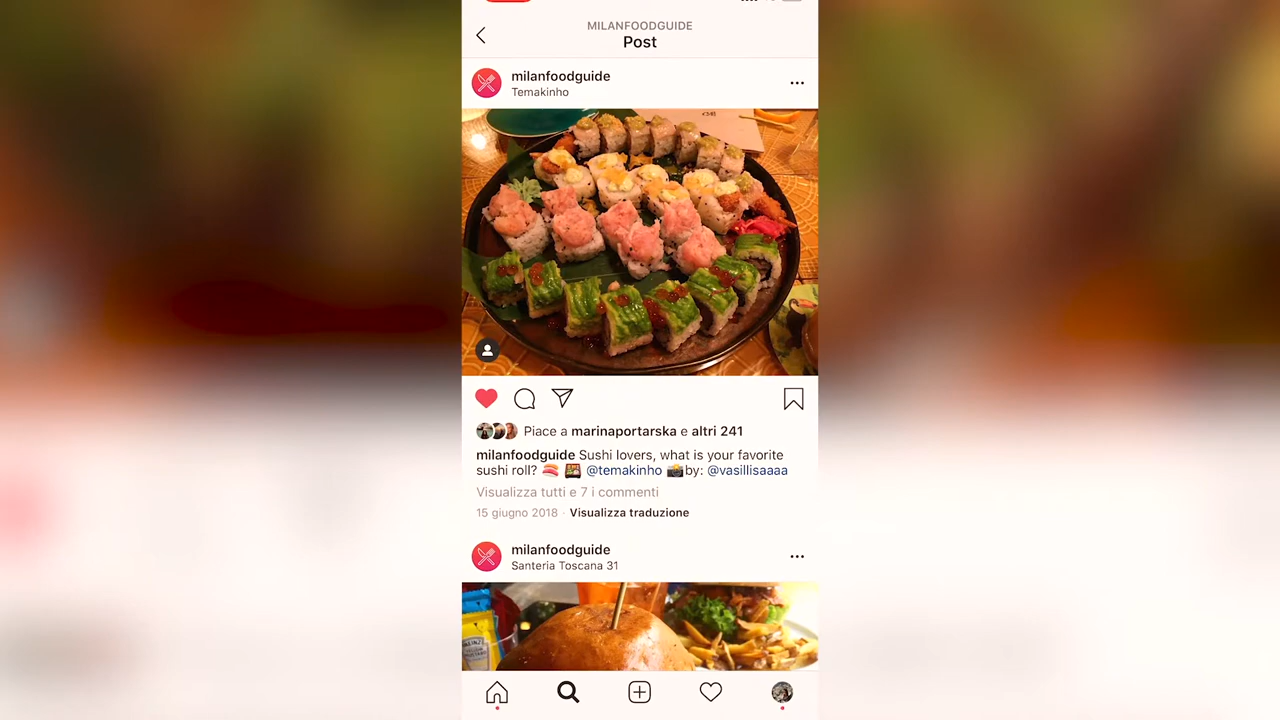 MILANFOODGUIDE
Post
milanfoodguide
Temakinho
Piace a marinaportarska e altri 241
milanfoodguide Sushi lovers, what is your favorite
sushi roll? 🍣 🍱 @temakinho 📸by: @vasillisaaaa
Visualizza tutti e 7 i commenti
15 giugno 2018 · Visualizza traduzione
milanfoodguide
Santeria Toscana 31
HEINZ